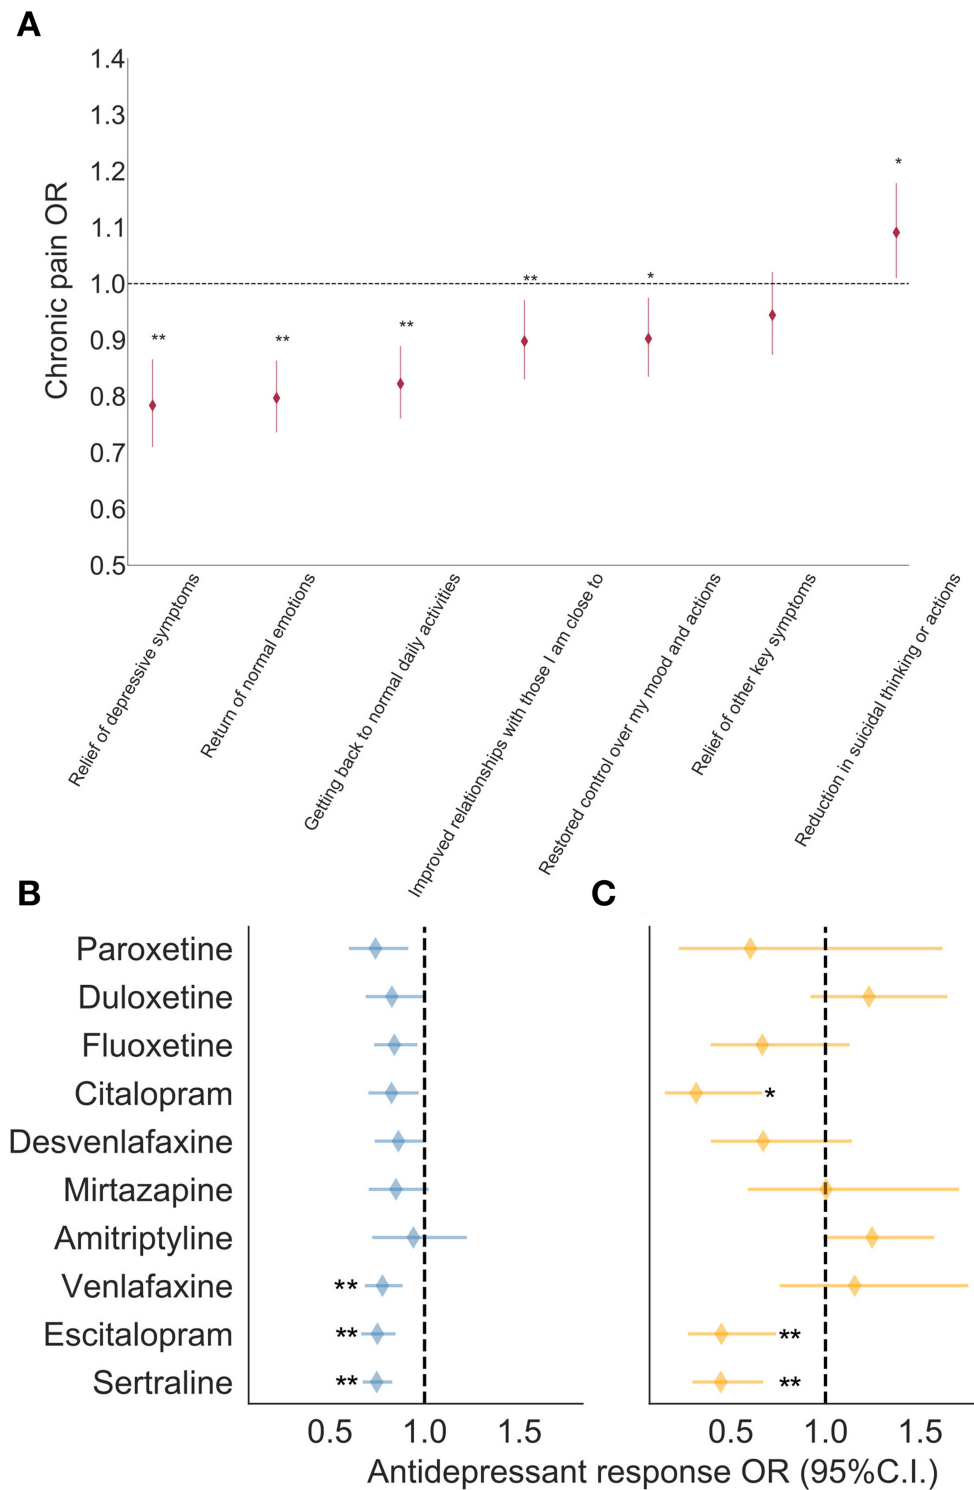 A
1.4
1.3
1.2
1.1
1.0
0.9
0.8
0.7
0.6
0.5
Chronic pain OR
**
**
**
**
*
*
Relief of depressive symptoms
Return of normal emotions
Getting back to normal daily activities
Improved relationships with those I am close to
Restored control over my mood and actions
Relief of other key symptoms
Reduction in suicidal thinking or actions
B
C
Paroxetine
Duloxetine
Fluoxetine
Citalopram *
Desvenlafaxine
Mirtazapine
Amitriptyline
Venlafaxine **
Escitalopram ** **
Sertraline ** **
0.5 1.0 1.5 0.5 1.0 1.5
Antidepressant response OR (95%C.I.)